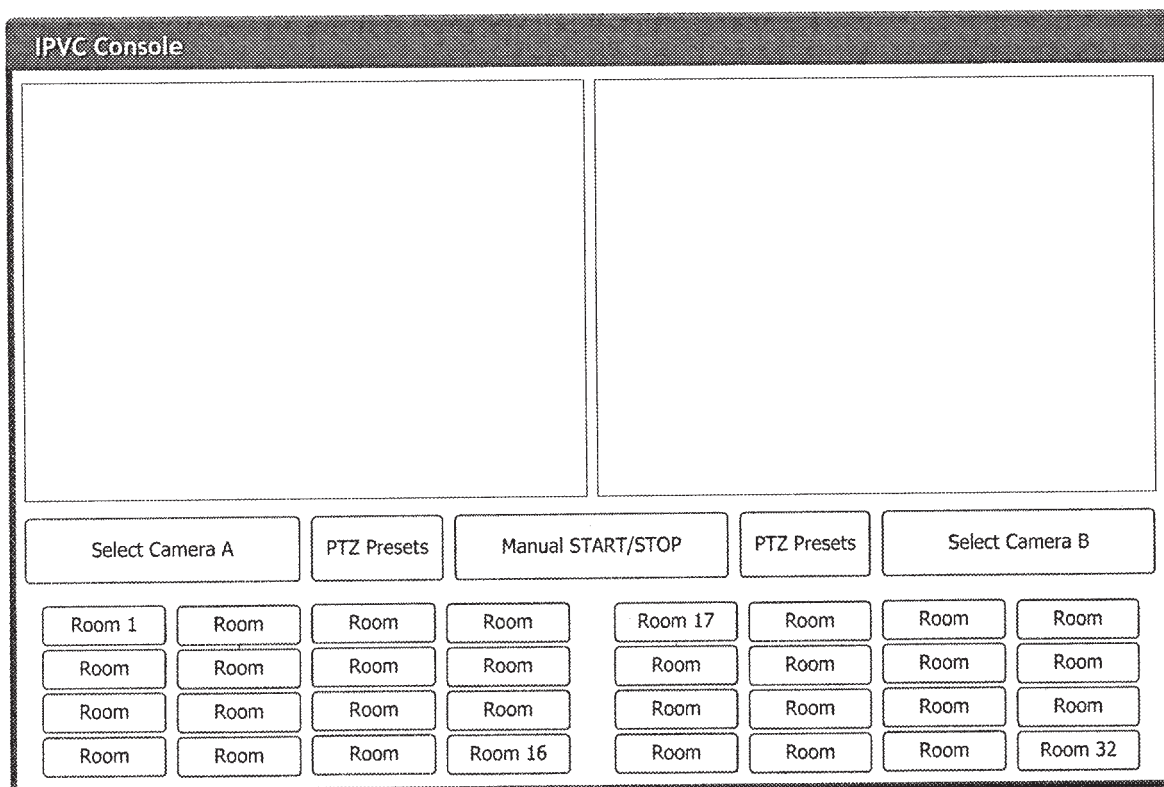 IPVC Console
Select Camera A PTZ Presets Manual START/STOP PTZ Presets Select Camera B
Room 1 Room Room Room Room 17 Room Room Room
Room Room Room Room Room Room Room Room
Room Room Room Room Room Room Room Room
Room Room Room Room 16 Room Room Room Room 32